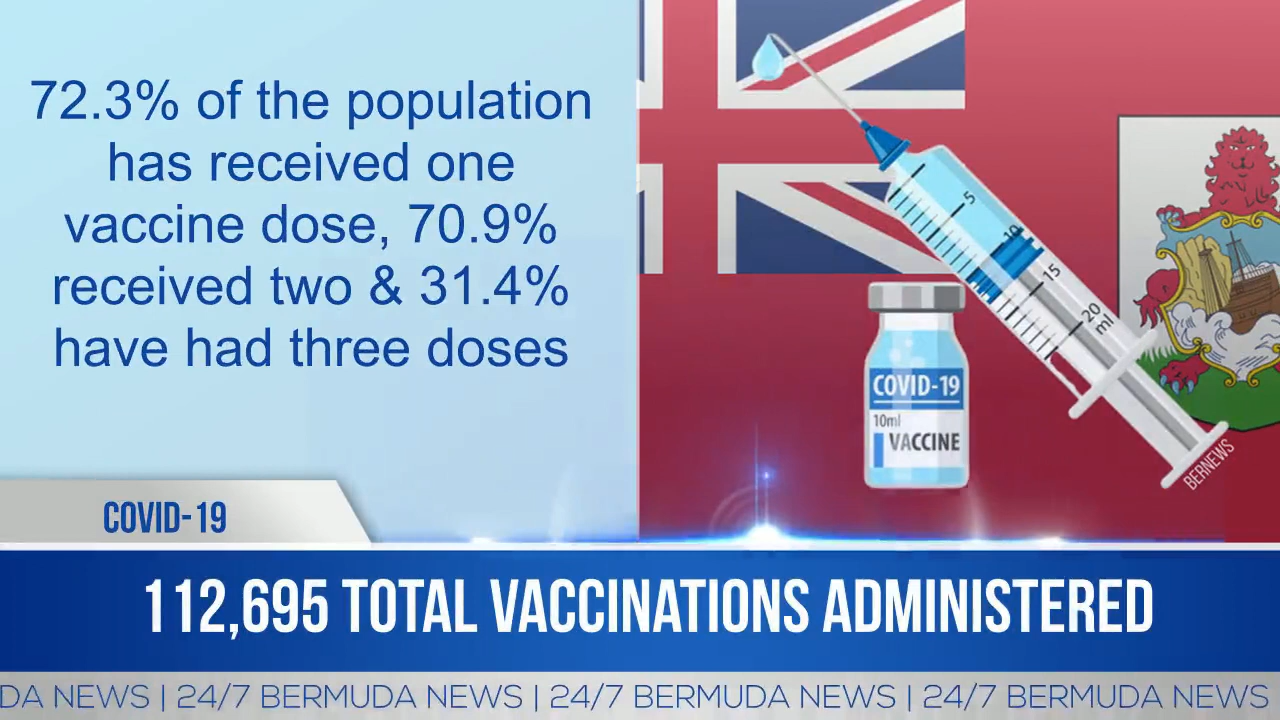 72.3% of the population
has received one
vaccine dose, 70.9%
received two & 31.4%
have had three doses
5
10
15
20
ml
COVID-19
10ml
VACCINE
BERNEWS
COVID-19
112,695 TOTAL VACCINATIONS ADMINISTERED
DA NEWS | 24/7 BERMUDA NEWS | 24/7 BERMUDA NEWS | 24/7 BERMUDA NEWS